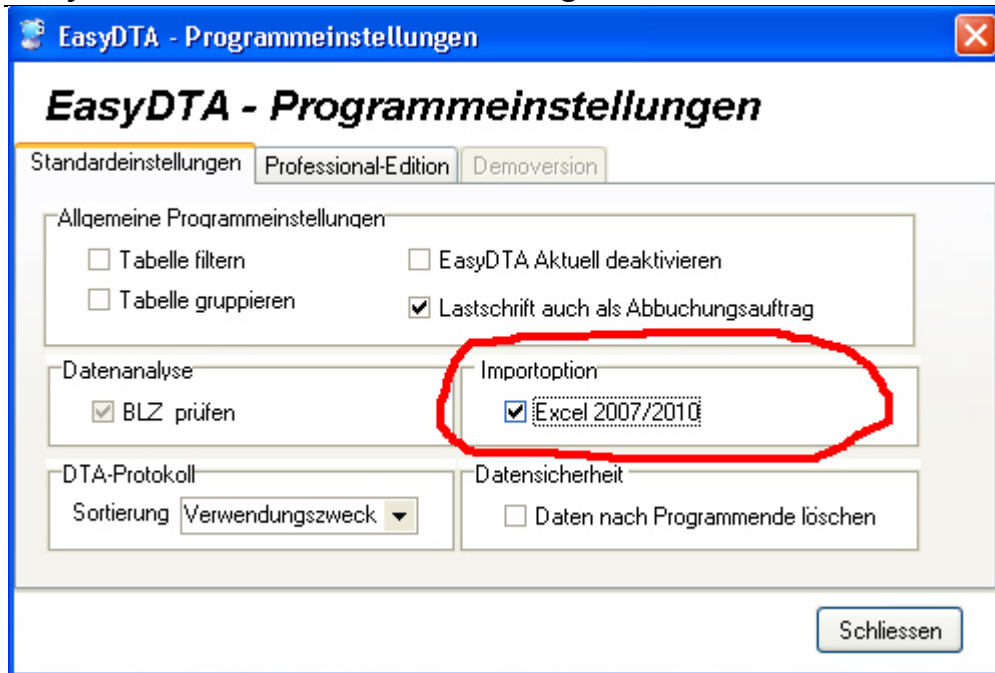 EasyDTA - Programmeinstellungen
EasyDTA - Programmeinstellungen
Standardeinstellungen Professional-Edition Demoversion
Allgemeine Programmeinstellungen
Tabelle filtern EasyDTA Aktuell deaktivieren
Tabelle gruppieren Lastschrift auch als Abbuchungsauftrag
Datenanalyse Importoption
BLZ prüfen Excel 2007/2010
DTA-Protokoll Datensicherheit
Sortierung Verwendungszweck Daten nach Programmende löschen
Schliessen